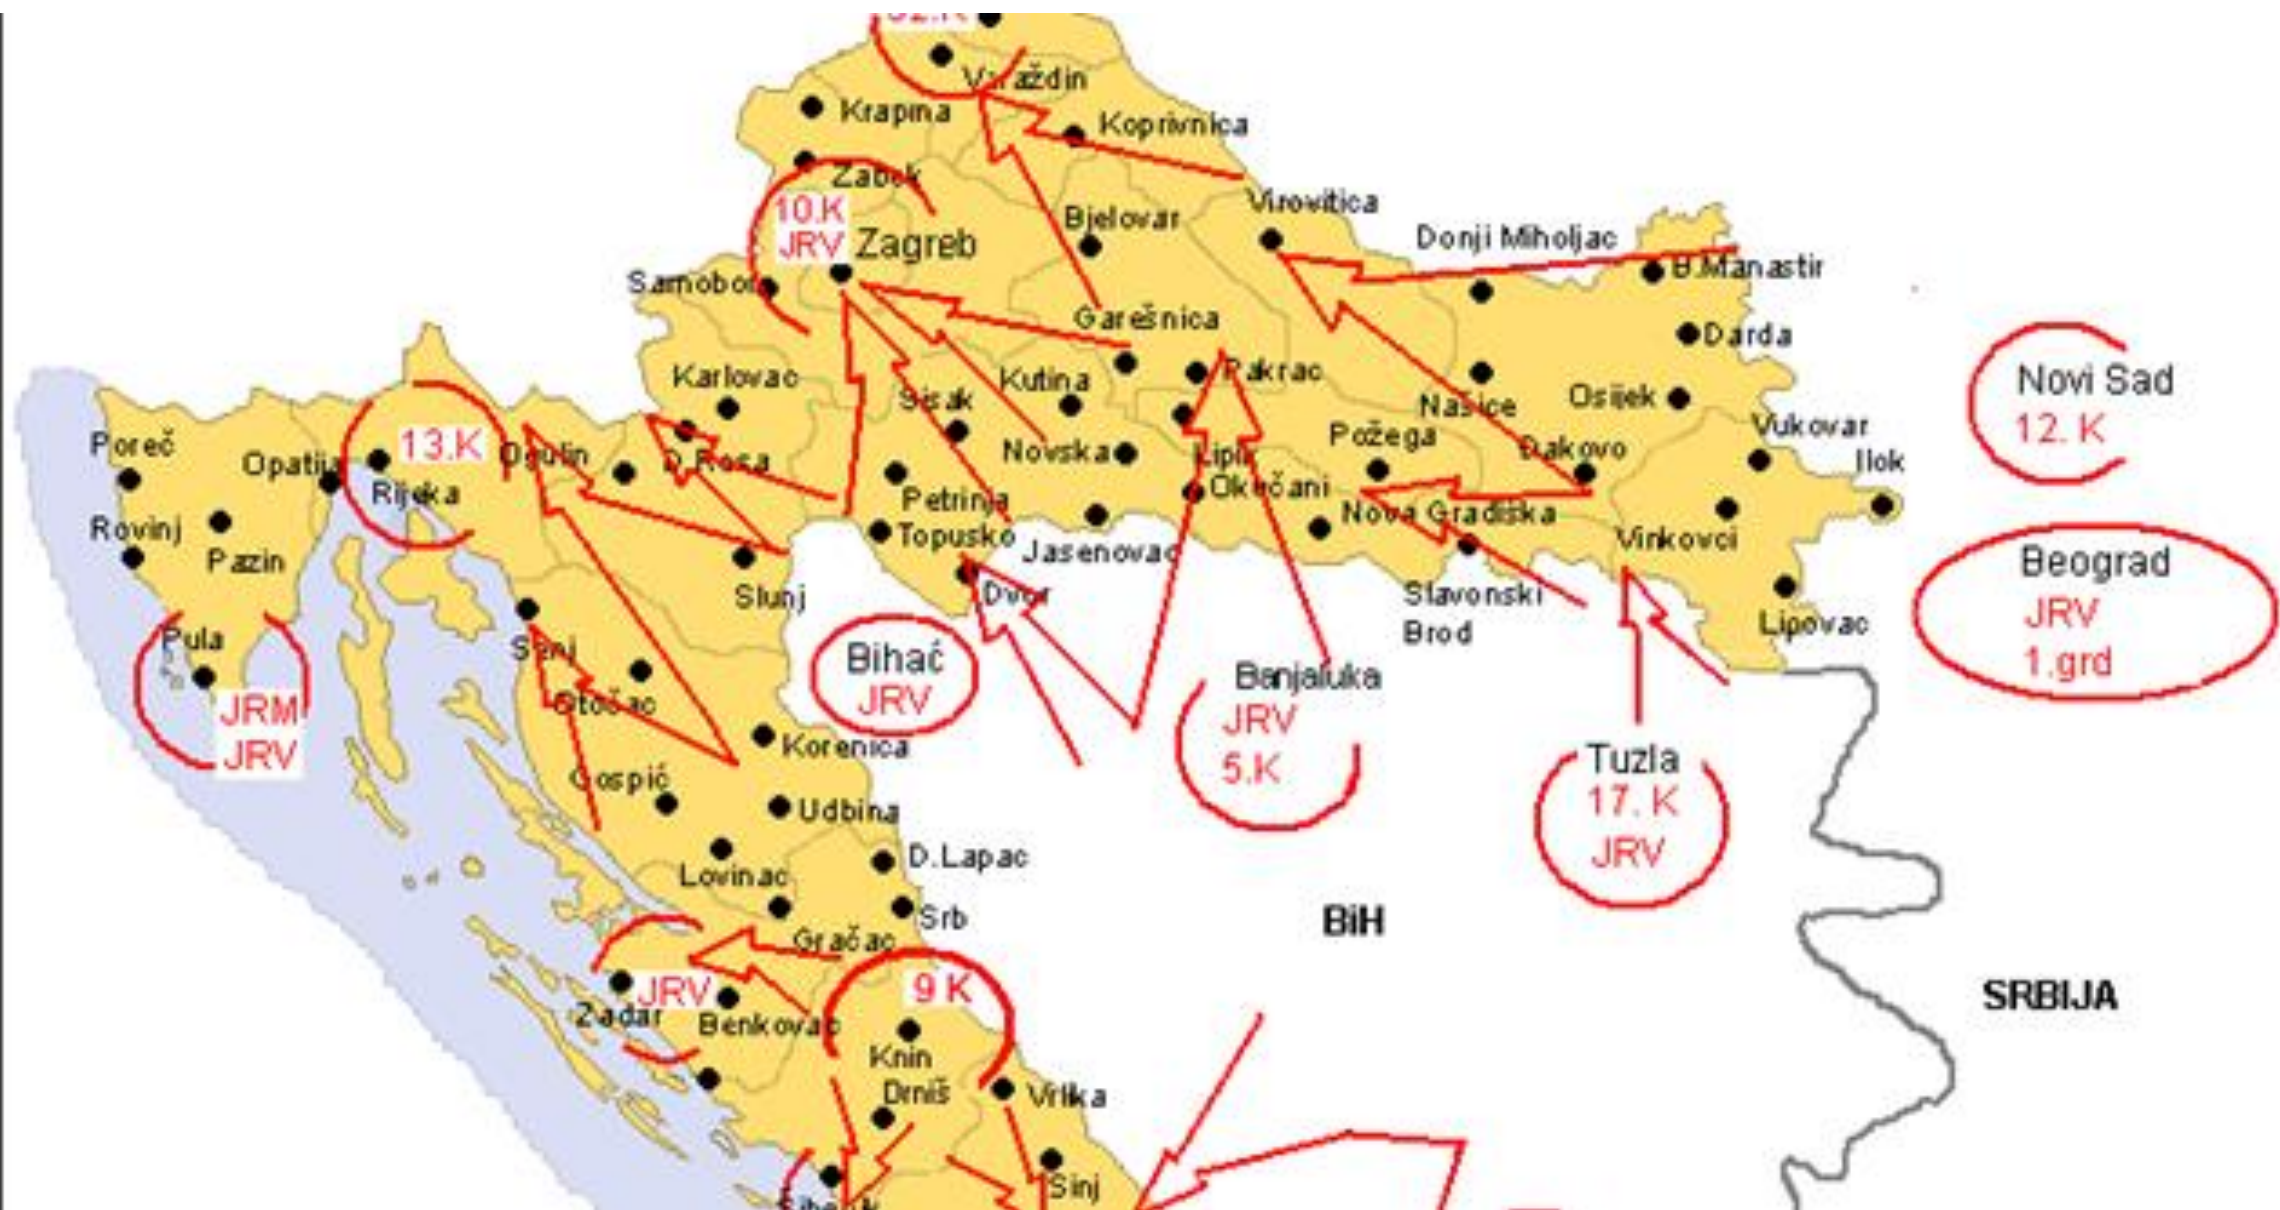 32.K
Varaždin
Krapina
Koprivnica
Zabok
10.K
JRV
Zagreb
Virovitica
Bjelovar
Donji Miholjac
B.Manastir
Samobor
Garešnica
Darda
Novi Sad
12. K
Karlovac
Kutina
Pakrac
Sisak
Našice
Osijek
Vukovar
Poreč
Opatija
13.K
Ogulin
D.Resa
Novska
Lipik
Požega
Đakovo
Ilok
Rijeka
Petrinja
Okučani
Nova Gradiška
Rovinj
Pazin
Topusko
Jasenovac
Vinkovci
Beograd
JRV
1.grd
Slunj
Dvor
Slavonski
Brod
Lipovac
Pula
JRM
JRV
Senj
Bihać
JRV
Banjaluka
JRV
5.K
Otočac
Korenica
Tuzla
17. K
JRV
Gospić
Udbina
Lovinac
D.Lapac
Srb
BiH
Gračac
SRBIJA
JRV
Zadar
Benkovac
9 K
Knin
Drniš
Vrlika
Sinj